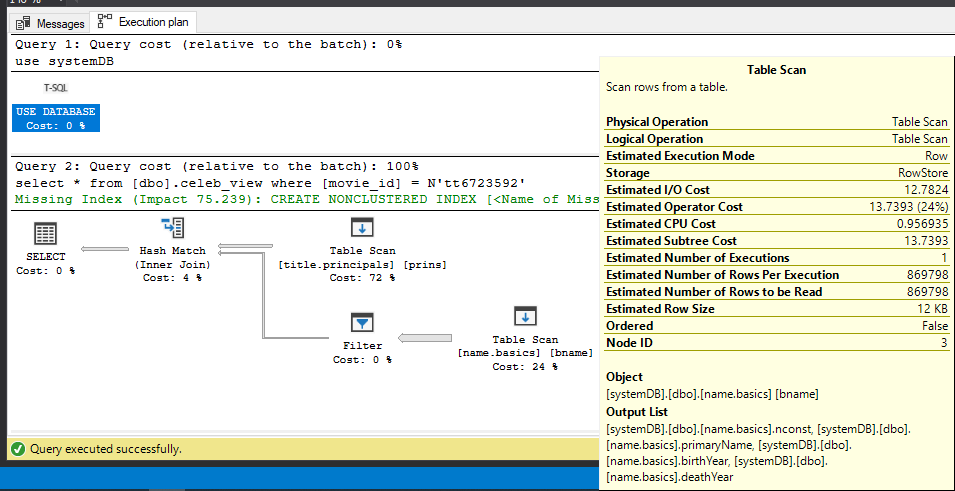 Messages
Execution plan
Query 1: Query cost (relative to the batch): 0%
use systemDB
T-SQL
USE DATABASE
Cost: 0 %
Query 2: Query cost (relative to the batch): 100%
select * from [dbo].celeb_view where [movie_id] = N'tt6723592'
Missing Index (Impact 75.239): CREATE NONCLUSTERED INDEX [<Name of Miss
SELECT
Cost: 0 %
Hash Match
(Inner Join)
Cost: 4 %
Table Scan
[title.principals] [prins]
Cost: 72 %
Filter
Cost: 0 %
Table Scan
[name.basics] [bname]
Cost: 24 %
Query executed successfully.
Table Scan
Scan rows from a table.
Physical Operation Table Scan
Logical Operation Table Scan
Estimated Execution Mode Row
Storage RowStore
Estimated I/O Cost 12.7824
Estimated Operator Cost 13.7393 (24%)
Estimated CPU Cost 0.956935
Estimated Subtree Cost 13.7393
Estimated Number of Executions 1
Estimated Number of Rows Per Execution 869798
Estimated Number of Rows to be Read 869798
Estimated Row Size 12 KB
Ordered False
Node ID 3
Object
[systemDB].[dbo].[name.basics] [bname]
Output List
[systemDB].[dbo].[name.basics].nconst, [systemDB].[dbo].
[name.basics].primaryName, [systemDB].[dbo].
[name.basics].birthYear, [systemDB].[dbo].
[name.basics].deathYear